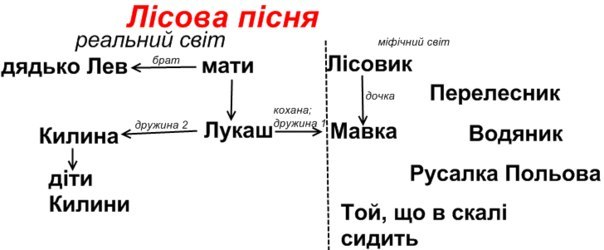 Лісова пісня
реальний світ
міфічний світ
дядько Лев
брат
мати
Лісовик
дочка
Перелесник
кохана;
дружина 1
Килина
дружина 2
Лукаш
Мавка
Водяник
діти
Килини
Русалка Польова
Той, що в скалі
сидить